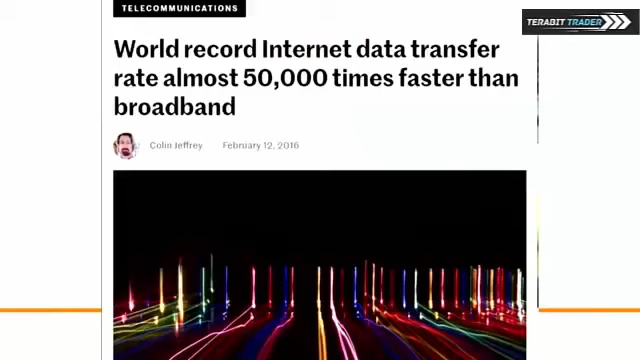 TELECOMMUNICATIONS
TERABIT TRADER
World record Internet data transfer
rate almost 50,000 times faster than
broadband
Colin Jeffrey February 12, 2016